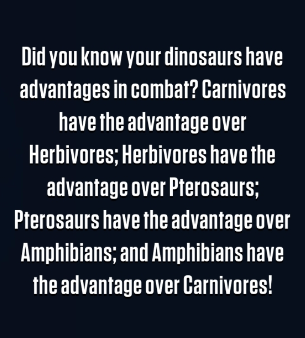 Did you know your dinosaurs have
advantages in combat? Carnivores
have the advantage over
Herbivores; Herbivores have the
advantage over Pterosaurs;
Pterosaurs have the advantage over
Amphibians; and Amphibians have
the advantage over Carnivores!